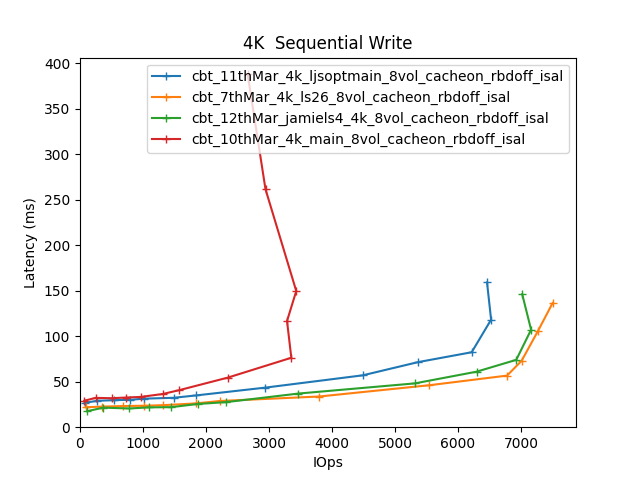 4K  Sequential Write
cbt_11thMar_4k_ljsoptmain_8vol_cacheon_rbdoff_isal
cbt_7thMar_4k_ls26_8vol_cacheon_rbdoff_isal
cbt_12thMar_jamiels4_4k_8vol_cacheon_rbdoff_isal
cbt_10thMar_4k_main_8vol_cacheon_rbdoff_isal
Latency (ms)
400
350
300
250
200
150
100
50
0
0 1000 2000 3000 4000 5000 6000 7000
IOps